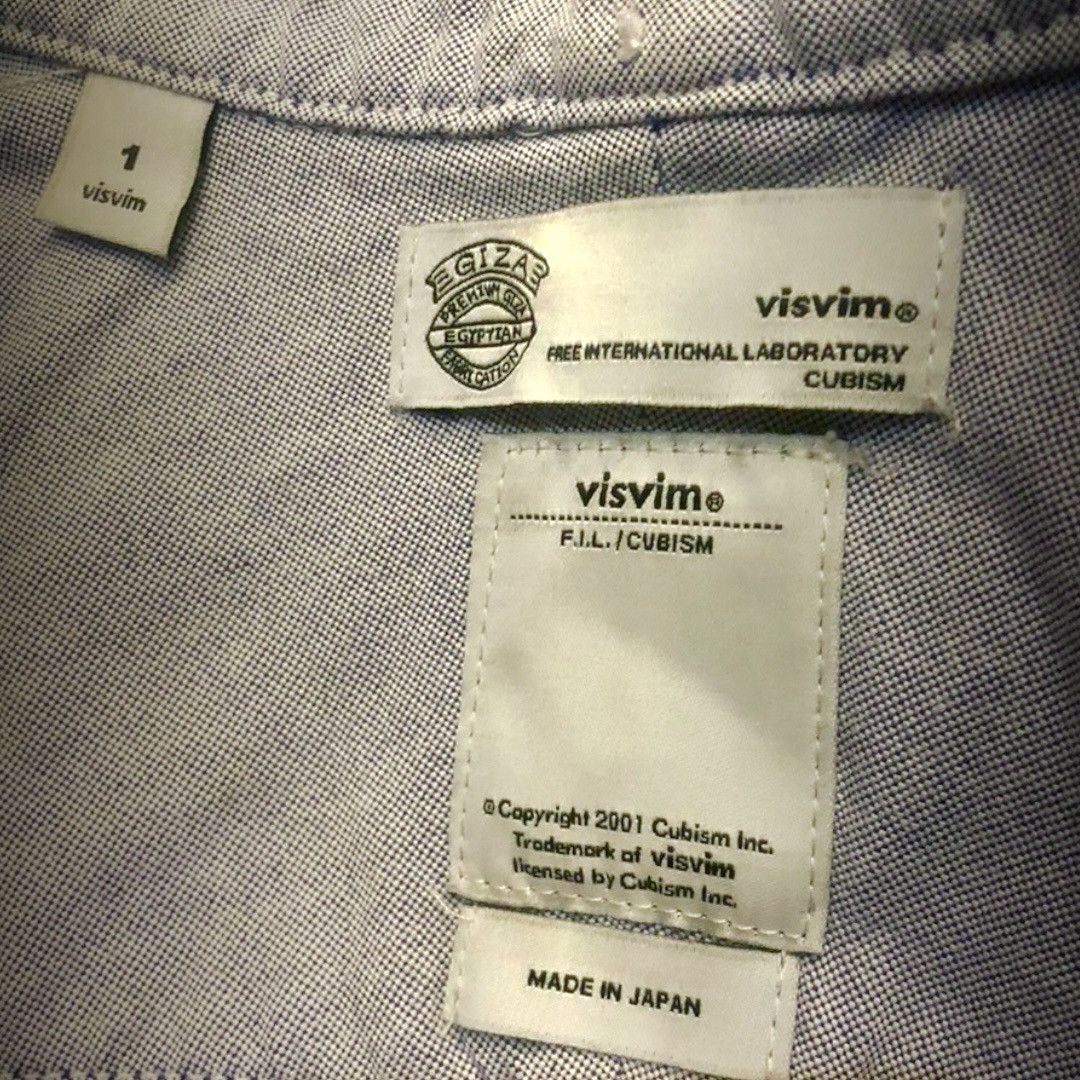 1
visvim
GIZA
PREMIUM GIZA
EGYPTIAN
FABRICATION
visvim®
FREE INTERNATIONAL LABORATORY
CUBISM
visvim®
F.I.L./CUBISM
© Copyright 2001 Cubism Inc.
Trademark of visvim
licensed by Cubism Inc.
MADE IN JAPAN